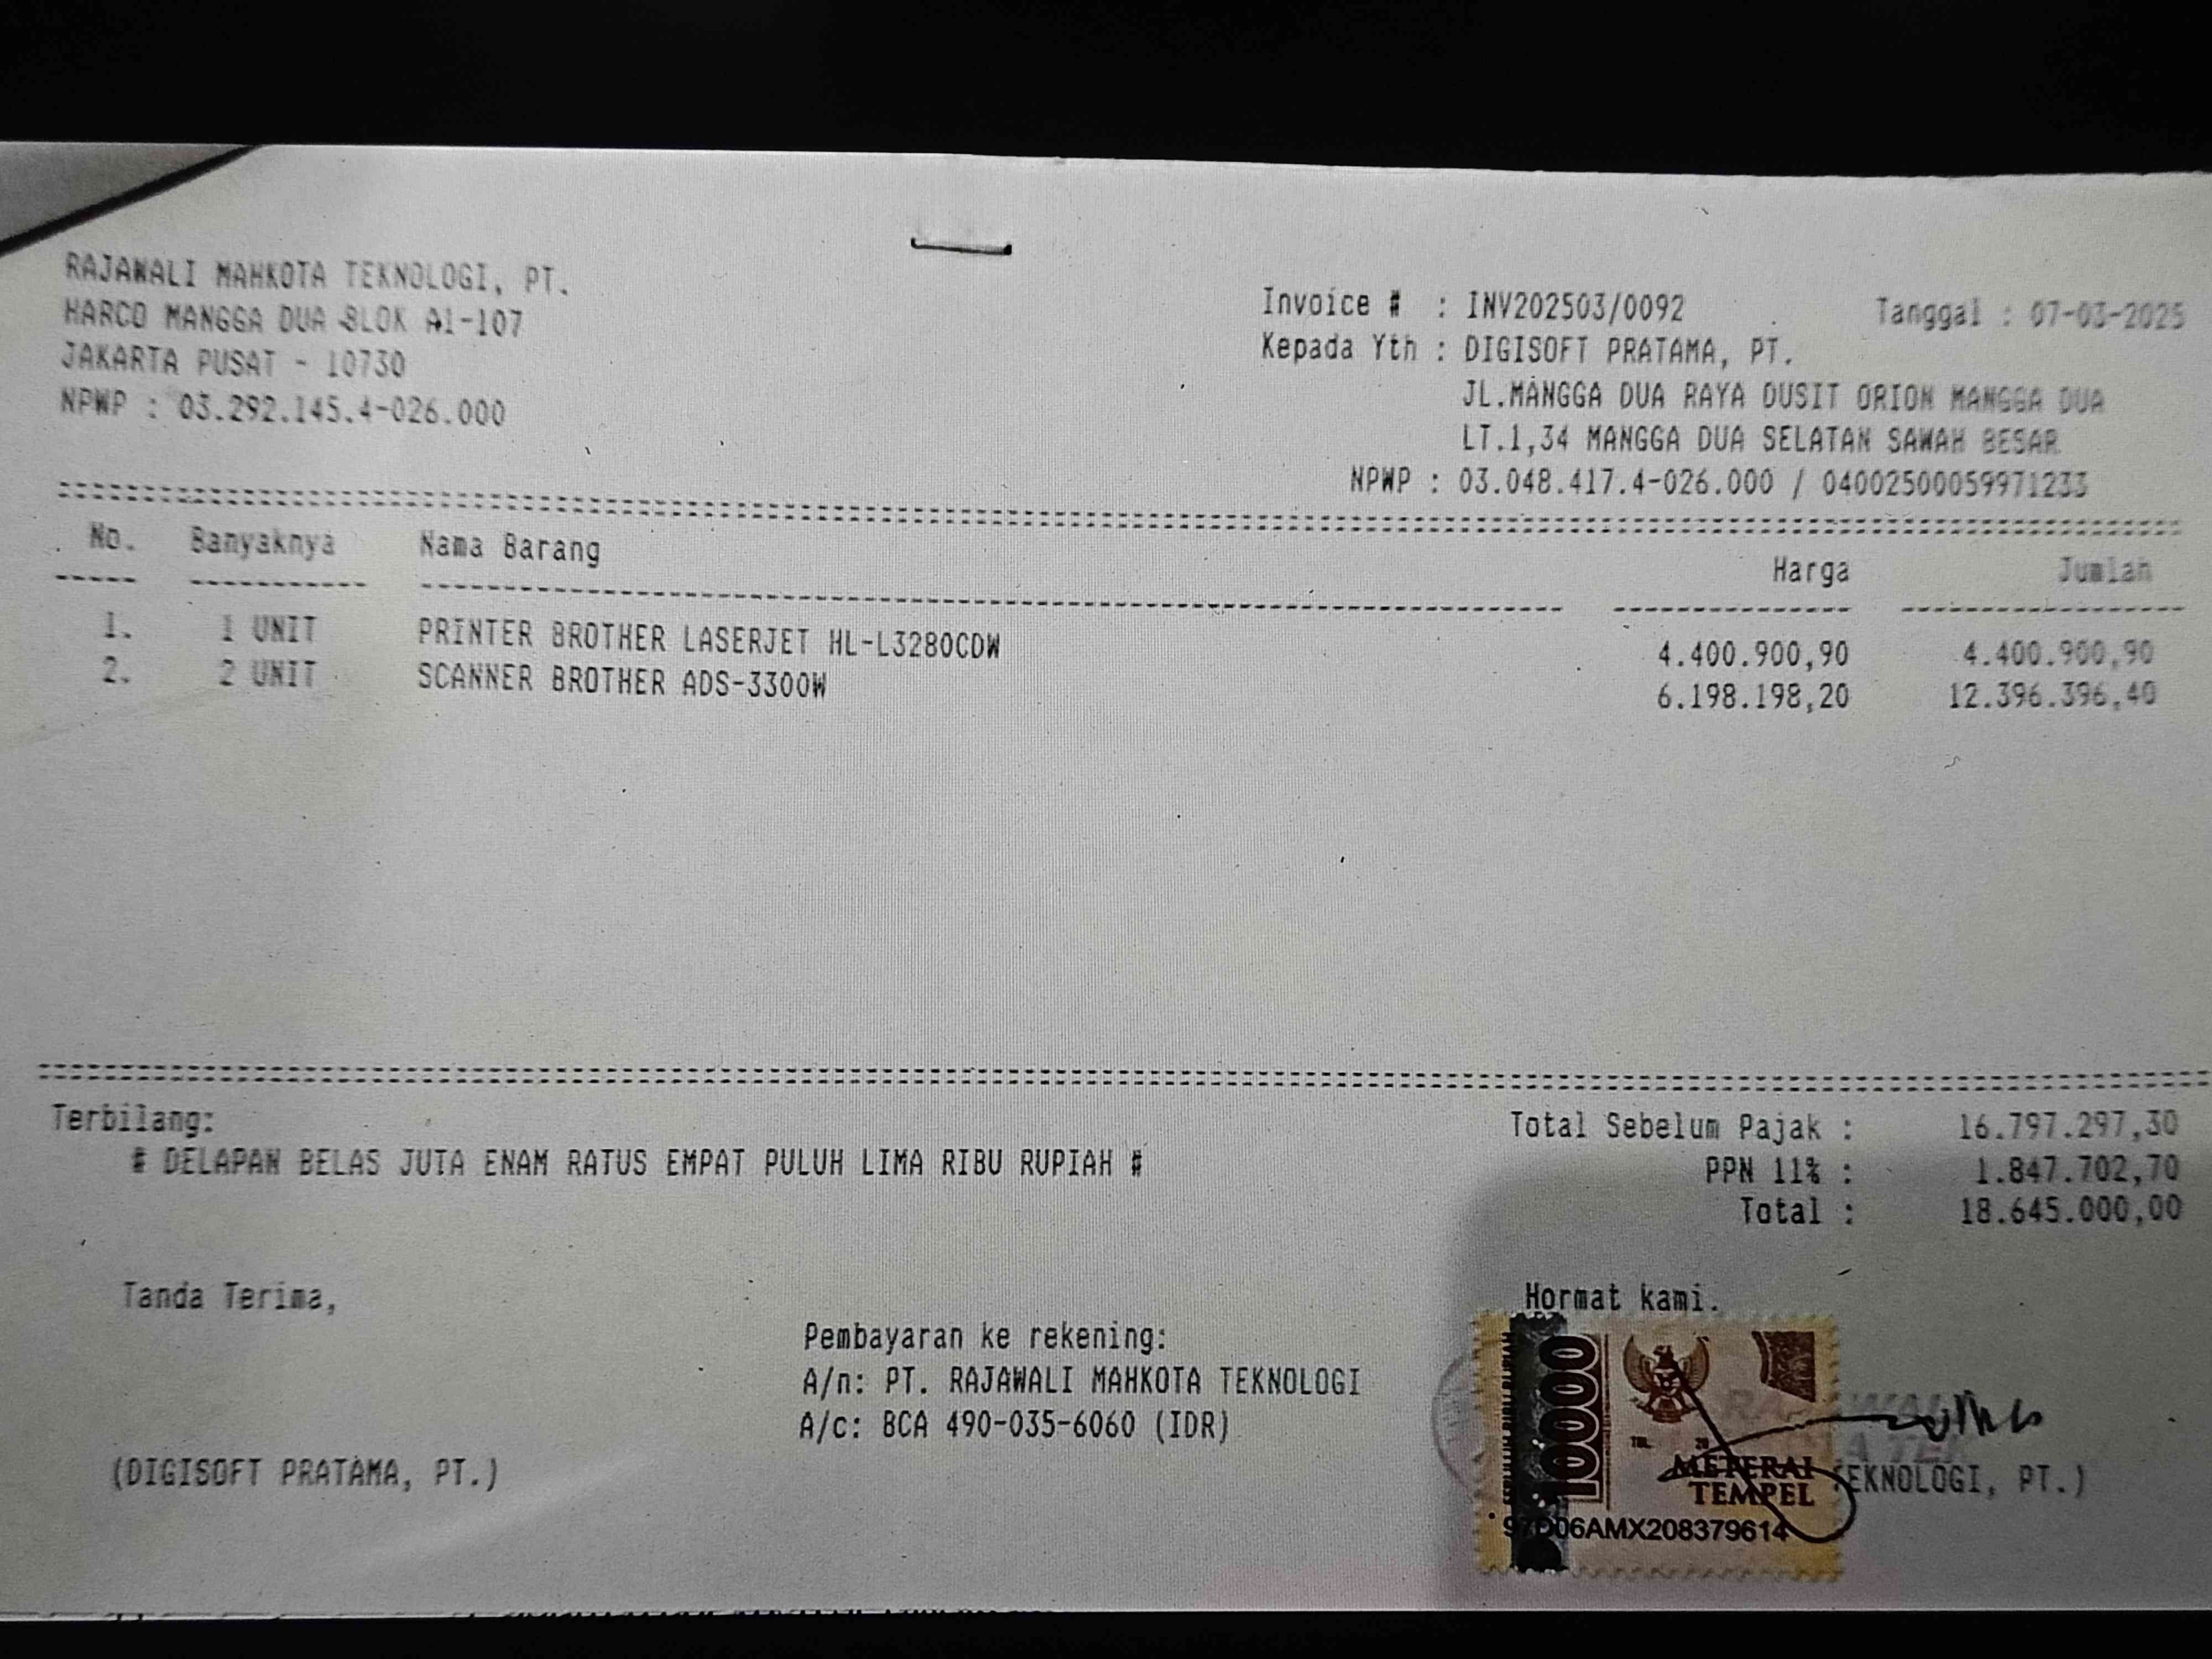 RAJAWALI MAHKOTA TEKNOLOGI, PT.
HARCO MANGGA DUA BLOK A1-107
JAKARTA PUSAT - 10730
NPWP : 03.292.145.4-026.000
Invoice # : INV202503/0092 Tanggal : 07-03-2025
Kepada Yth : DIGISOFT PRATAMA, PT.
JL.MANGGA DUA RAYA DUSIT ORION MANGGA DUA
LT.1,34 MANGGA DUA SELATAN SAWAH BESAR
NPWP : 03.048.417.4-026.000 / 04002500059971233
No. Banyaknya Nama Barang Harga Jumlah
1. 1 UNIT PRINTER BROTHER LASERJET HL-L3280CDW 4.400.900,90 4.400.900,90
2. 2 UNIT SCANNER BROTHER ADS-3300W 6.198.198,20 12.396.396,40
Terbilang:
# DELAPAN BELAS JUTA ENAM RATUS EMPAT PULUH LIMA RIBU RUPIAH #
Total Sebelum Pajak : 16.797.297,30
PPN 11% : 1.847.702,70
Total : 18.645.000,00
Tanda Terima,
(DIGISOFT PRATAMA, PT.)
Pembayaran ke rekening:
A/n: PT. RAJAWALI MAHKOTA TEKNOLOGI
A/c: BCA 490-035-6060 (IDR)
Hormat kami.
10000
TGL. 20
METERAI
TEMPEL
EKNOLOGI, PT.)
97D06AMX208379614